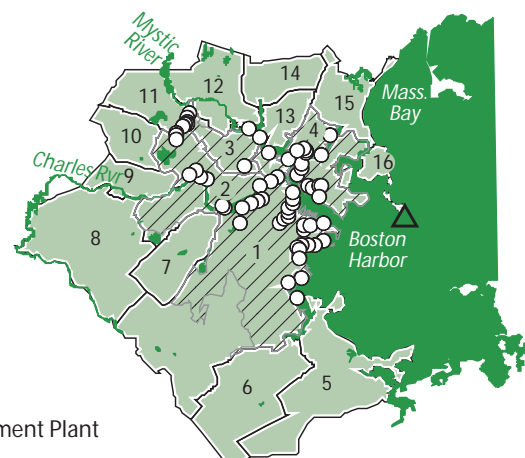 Mystic
River
14
12
11
Mass.
Bay
15
13
10
4
3
16
Charles Rvr
9
2
8
Boston
Harbor
1
7
6
5
ment Plant